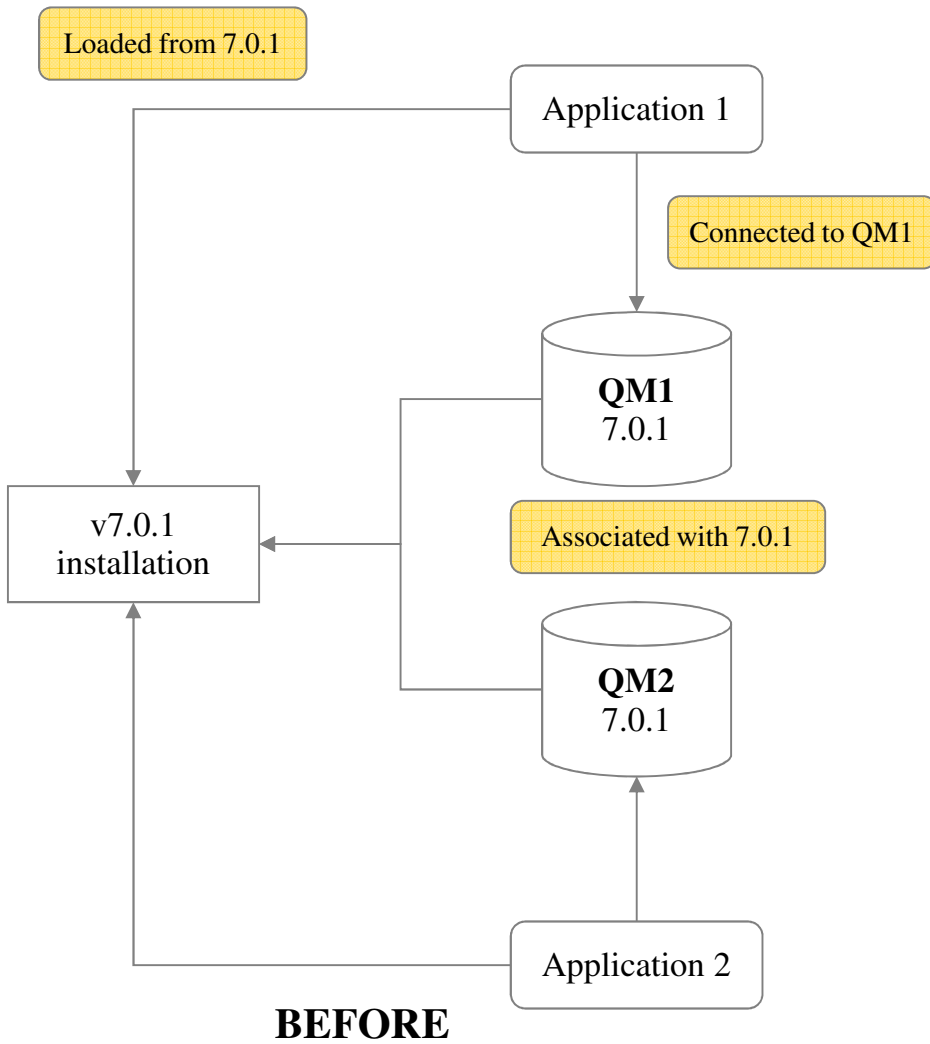 Loaded from 7.0.1
Application 1
Connected to QM1
QM1
7.0.1
v7.0.1
installation
Associated with 7.0.1
QM2
7.0.1
Application 2
BEFORE